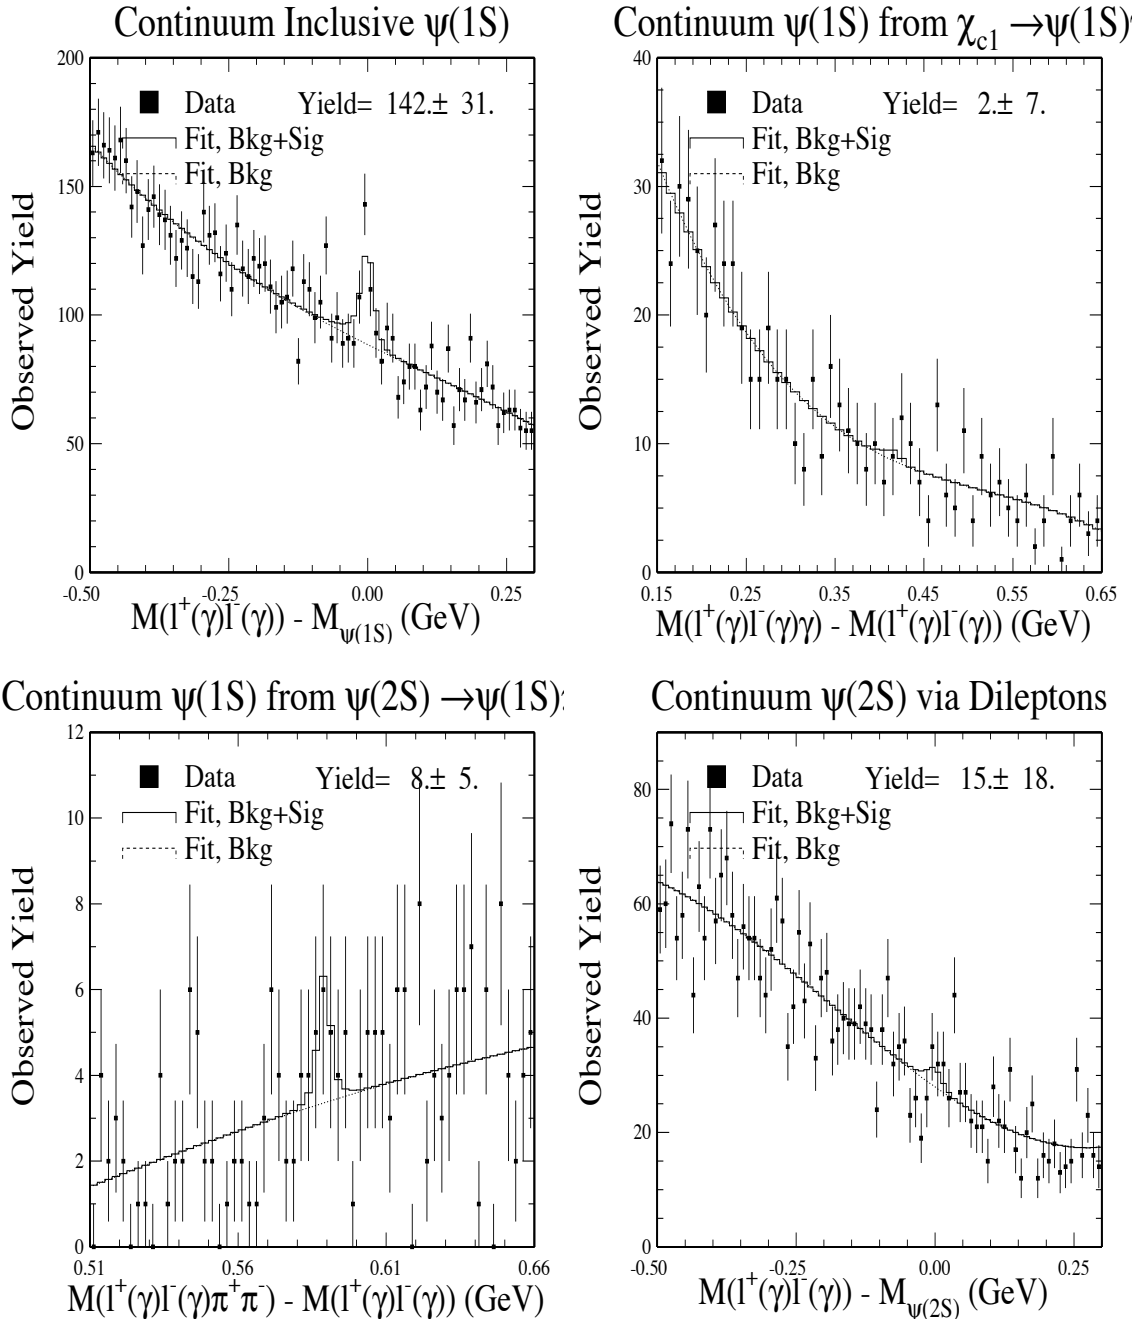 Continuum Inclusive ψ(1S)
200
150
100
50
0
Observed Yield
Data Yield= 142.± 31.
Fit, Bkg+Sig
Fit, Bkg
-0.50 -0.25 0.00 0.25
M(l⁺(γ)l⁻(γ)) - M_ψ(1S) (GeV)
Continuum ψ(1S) from χ_c1 →ψ(1S)
40
30
20
10
0
Observed Yield
Data Yield= 2.± 7.
Fit, Bkg+Sig
Fit, Bkg
0.15 0.25 0.35 0.45 0.55 0.65
M(l⁺(γ)l⁻(γ)γ) - M(l⁺(γ)l⁻(γ)) (GeV)
Continuum ψ(1S) from ψ(2S) →ψ(1S)
12
10
8
6
4
2
0
Observed Yield
Data Yield= 8.± 5.
Fit, Bkg+Sig
Fit, Bkg
0.51 0.56 0.61 0.66
M(l⁺(γ)l⁻(γ)π⁺π⁻) - M(l⁺(γ)l⁻(γ)) (GeV)
Continuum ψ(2S) via Dileptons
80
60
40
20
0
Observed Yield
Data Yield= 15.± 18.
Fit, Bkg+Sig
Fit, Bkg
-0.50 -0.25 0.00 0.25
M(l⁺(γ)l⁻(γ)) - M_ψ(2S) (GeV)